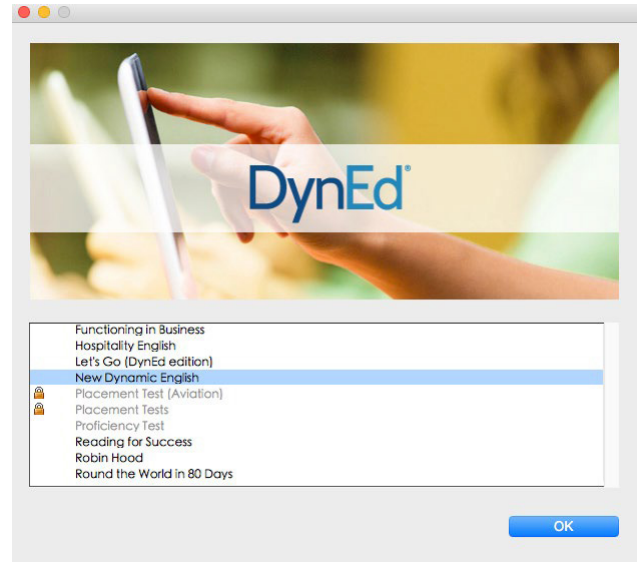 DynEd®
Functioning in Business
Hospitality English
Let's Go (DynEd edition)
New Dynamic English
Placement Test (Aviation)
Placement Tests
Proficiency Test
Reading for Success
Robin Hood
Round the World in 80 Days
OK